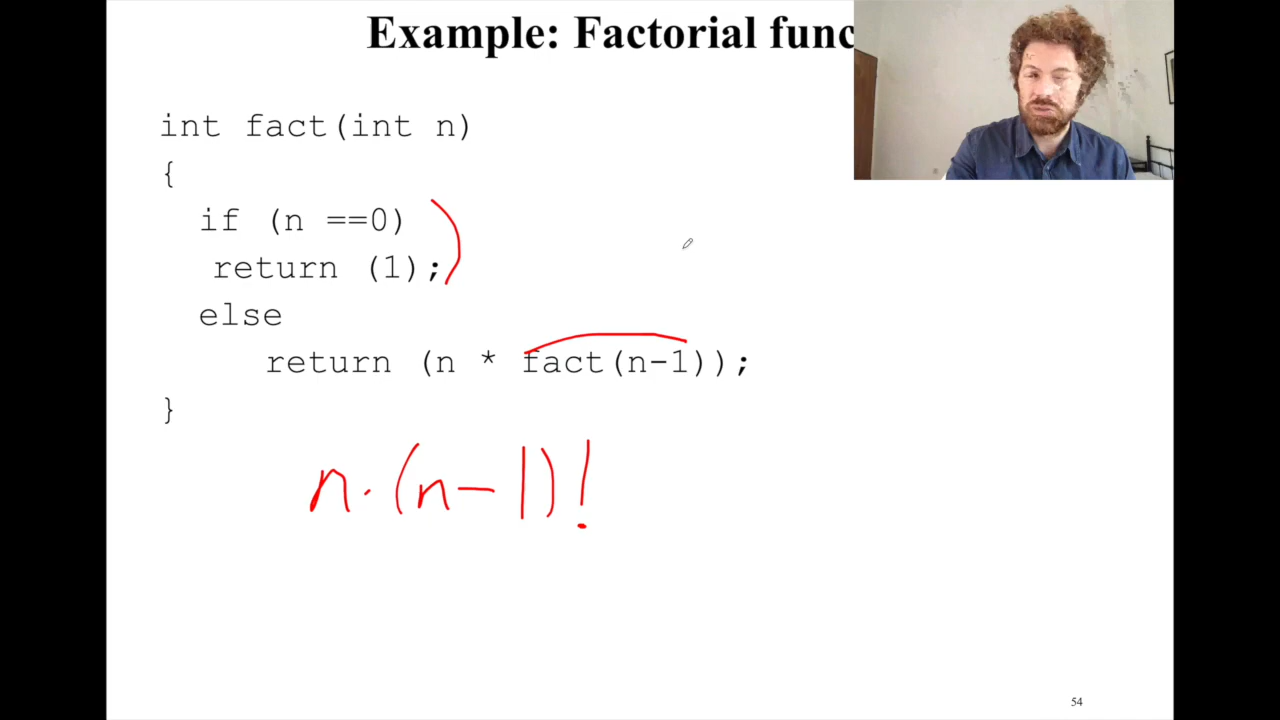 Example: Factorial func
int fact(int n)
{
if (n ==0)
return (1);
else
return (n * fact(n-1));
}
n·(n-1)!
54